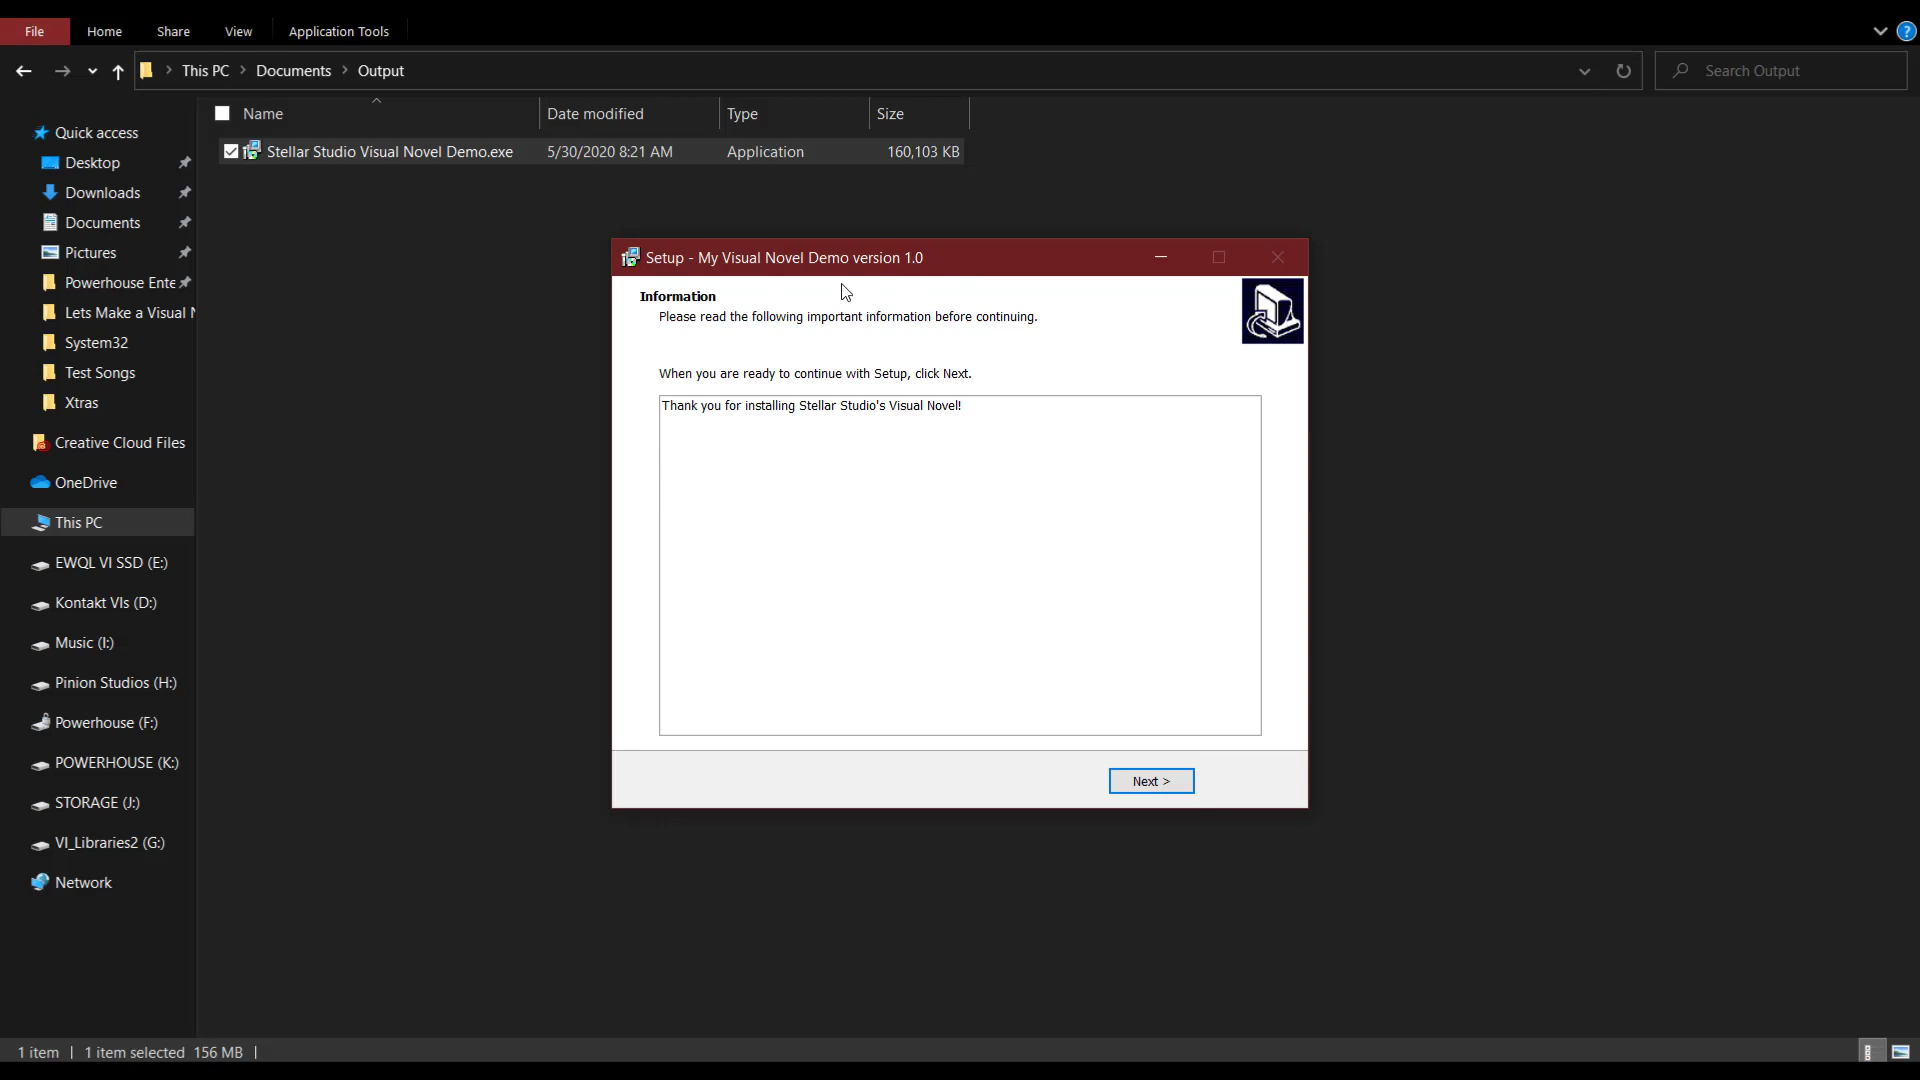 File Home Share View Application Tools
This PC Documents Output
Search Output
Name Date modified Type Size
Stellar Studio Visual Novel Demo.exe 5/30/2020 8:21 AM Application 160,103 KB
Quick access
Desktop
Downloads
Documents
Pictures
Powerhouse Ente
Lets Make a Visual N
System32
Test Songs
Xtras
Creative Cloud Files
OneDrive
This PC
EWQL VI SSD (E:)
Kontakt VIs (D:)
Music (I:)
Pinion Studios (H:)
Powerhouse (F:)
POWERHOUSE (K:)
STORAGE (J:)
VI_Libraries2 (G:)
Network
Setup - My Visual Novel Demo version 1.0
Information
Please read the following important information before continuing.
When you are ready to continue with Setup, click Next.
Thank you for installing Stellar Studio's Visual Novel!
Next >
1 item | 1 item selected 156 MB |